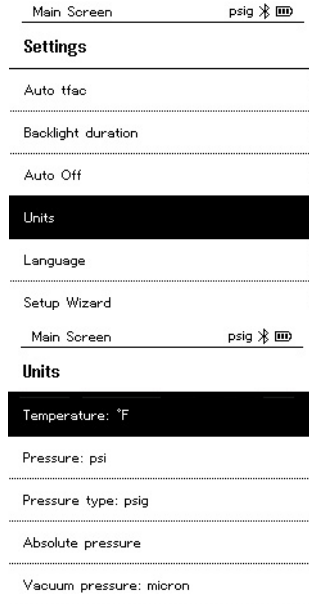 Main Screen psig
Settings
Auto tfac
Backlight duration
Auto Off
Units
Language
Setup Wizard
Main Screen psig
Units
Temperature: °F
Pressure: psi
Pressure type: psig
Absolute pressure
Vacuum pressure: micron